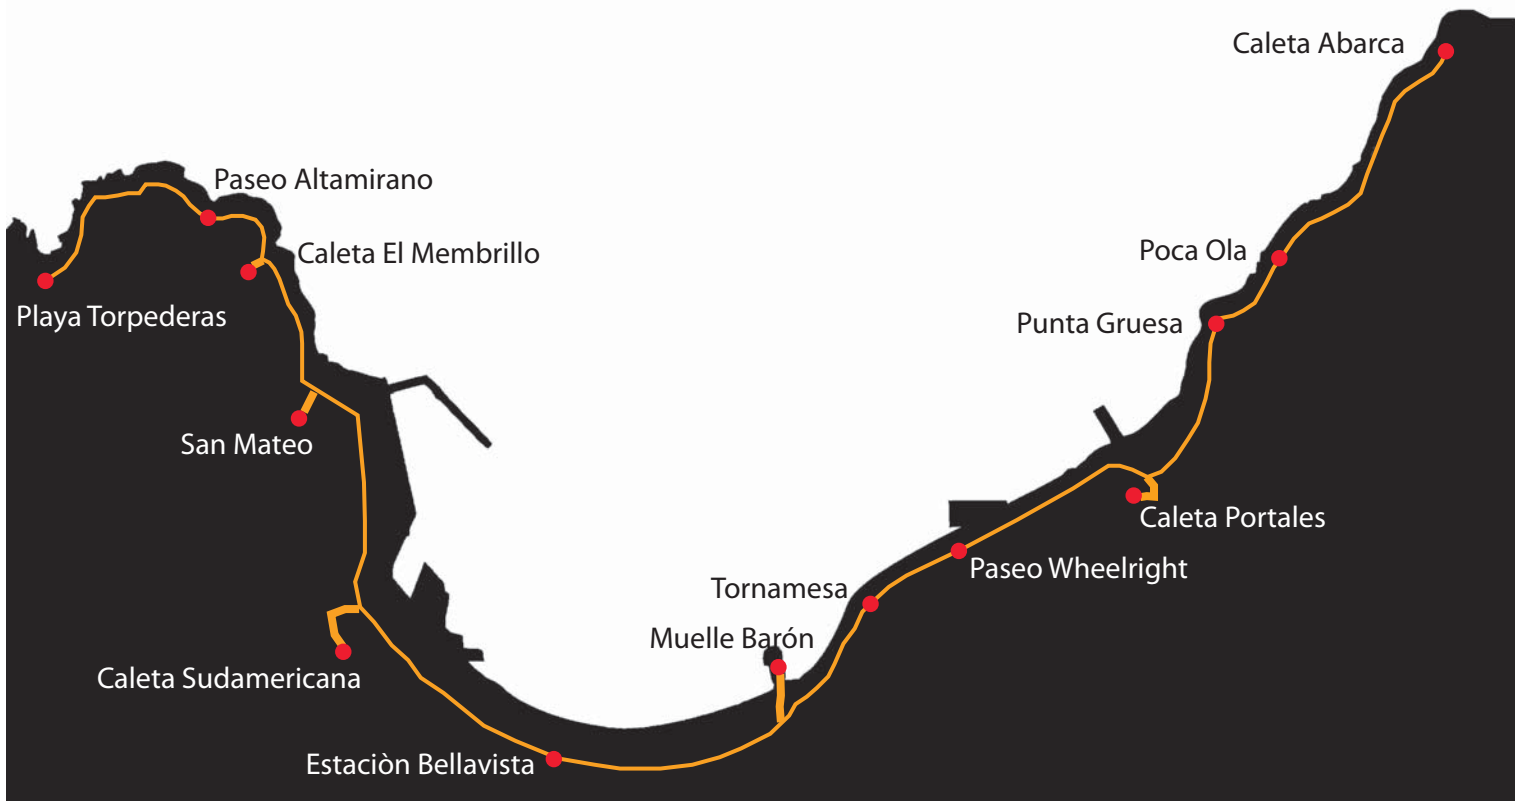 Caleta Abarca
Paseo Altamirano
Caleta El Membrillo
Poca Ola
Playa Torpederas
Punta Gruesa
San Mateo
Caleta Portales
Paseo Wheelright
Tornamesa
Muelle Barón
Caleta Sudamericana
Estaciòn Bellavista